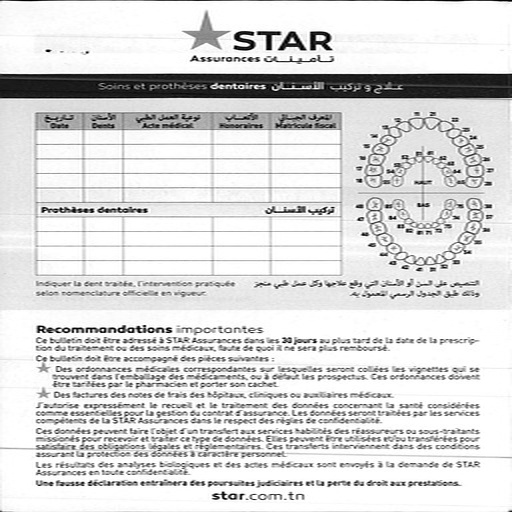 STAR
Assurances تأمينات
Soins et prothèses dentaires علاج و تركيب الأسنان
تاريخ الأسنان نوعية العمل الطبي الأتعاب المعرف الجبائي
Date Dents Acte médical Honoraires Matricule fiscal
Prothèses dentaires تركيب الأسنان
HAUT
BAS
Indiquer la dent traitée, l'intervention pratiquée
selon nomenclature officielle en vigueur.
التنصيص على السن أو الأسنان التي وقع علاجها وكل عمل طبي منجز
وذلك طبق الجدول الرسمي المعمول به.
Recommandations importantes
Ce bulletin doit être adressé à STAR Assurances dans les 30 jours au plus tard de la date de la prescrip-
tion du traitement ou des soins médicaux, faute de quoi il ne sera plus remboursé.
Ce bulletin doit être accompagné des pièces suivantes :
Des ordonnances médicales correspondantes sur lesquelles seront collées les vignettes qui se
trouvent dans l'emballage des médicaments, ou à défaut les prospectus. Ces ordonnances doivent
être tarifées par le pharmacien et porter son cachet.
Des factures des notes de frais des hôpitaux, cliniques ou auxiliaires médicaux.
J'autorise expressément le recueil et le traitement des données concernant la santé considérées
comme essentielles pour la gestion du contrat d'assurance. Les données seront traitées par les services
compétents de la STAR Assurances dans le respect des règles de confidentialité.
Ces données peuvent faire l'objet d'un transfert aux services habilités des réassureurs ou sous-traitants
missionnés pour recevoir et traiter ce type de données. Elles peuvent être utilisées et/ou transférées pour
satisfaire des obligations légales et réglementaires. Ces transferts interviennent dans des conditions
assurant la protection des données à caractère personnel.
Les résultats des analyses biologiques et des actes médicaux sont envoyés à la demande de STAR
Assurances en toute confidentialité.
Une fausse déclaration entraînera des poursuites judiciaires et la perte du droit aux prestations.
star.com.tn